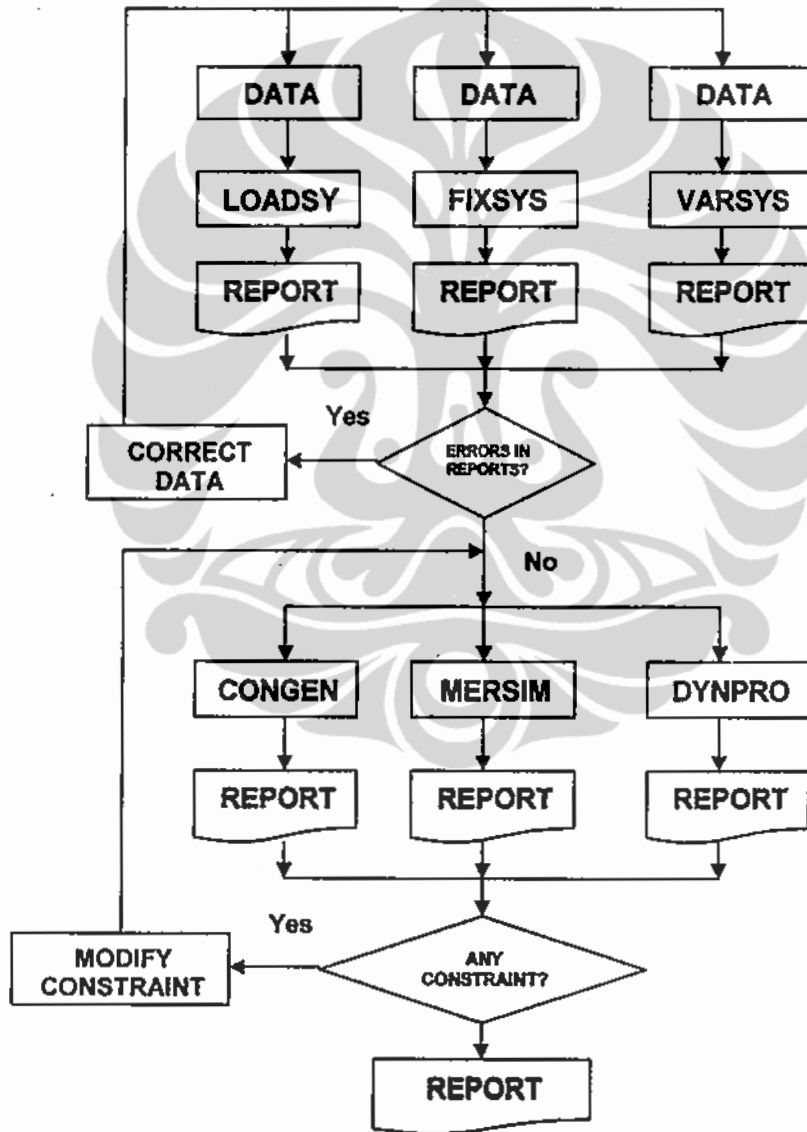 DATA
DATA
DATA
LOADSY
FIXSYS
VARSYS
REPORT
REPORT
REPORT
Yes
CORRECT
DATA
ERRORS IN
REPORTS?
No
CONGEN
MERSIM
DYNPRO
REPORT
REPORT
REPORT
Yes
MODIFY
CONSTRAINT
ANY
CONSTRAINT?
REPORT